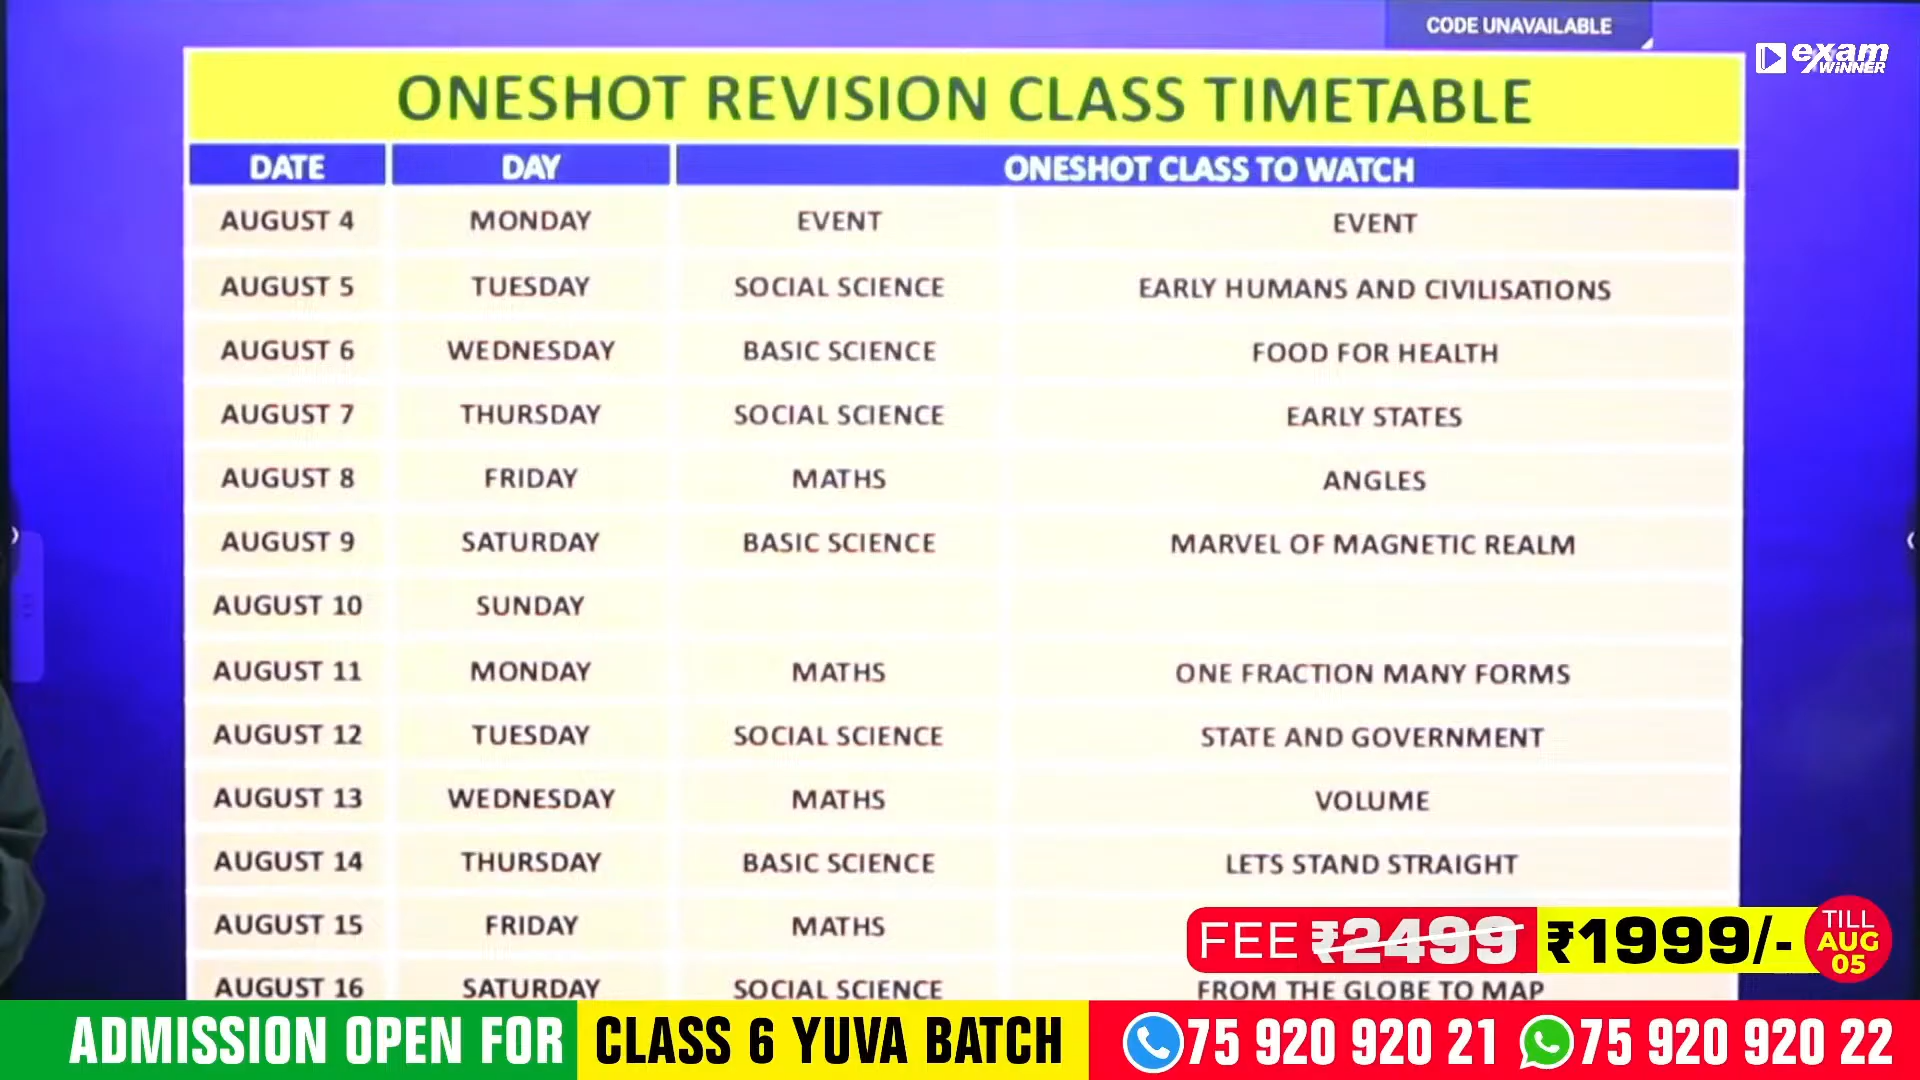 CODE UNAVAILABLE
exam
WINNER
ONESHOT REVISION CLASS TIMETABLE
DATE DAY ONESHOT CLASS TO WATCH
AUGUST 4 MONDAY EVENT EVENT
AUGUST 5 TUESDAY SOCIAL SCIENCE EARLY HUMANS AND CIVILISATIONS
AUGUST 6 WEDNESDAY BASIC SCIENCE FOOD FOR HEALTH
AUGUST 7 THURSDAY SOCIAL SCIENCE EARLY STATES
AUGUST 8 FRIDAY MATHS ANGLES
AUGUST 9 SATURDAY BASIC SCIENCE MARVEL OF MAGNETIC REALM
AUGUST 10 SUNDAY
AUGUST 11 MONDAY MATHS ONE FRACTION MANY FORMS
AUGUST 12 TUESDAY SOCIAL SCIENCE STATE AND GOVERNMENT
AUGUST 13 WEDNESDAY MATHS VOLUME
AUGUST 14 THURSDAY BASIC SCIENCE LETS STAND STRAIGHT
AUGUST 15 FRIDAY MATHS
AUGUST 16 SATURDAY SOCIAL SCIENCE FROM THE GLOBE TO MAP
FEE ₹2499 ₹1999/-
TILL
AUG
05
ADMISSION OPEN FOR CLASS 6 YUVA BATCH 75 920 920 21 75 920 920 22